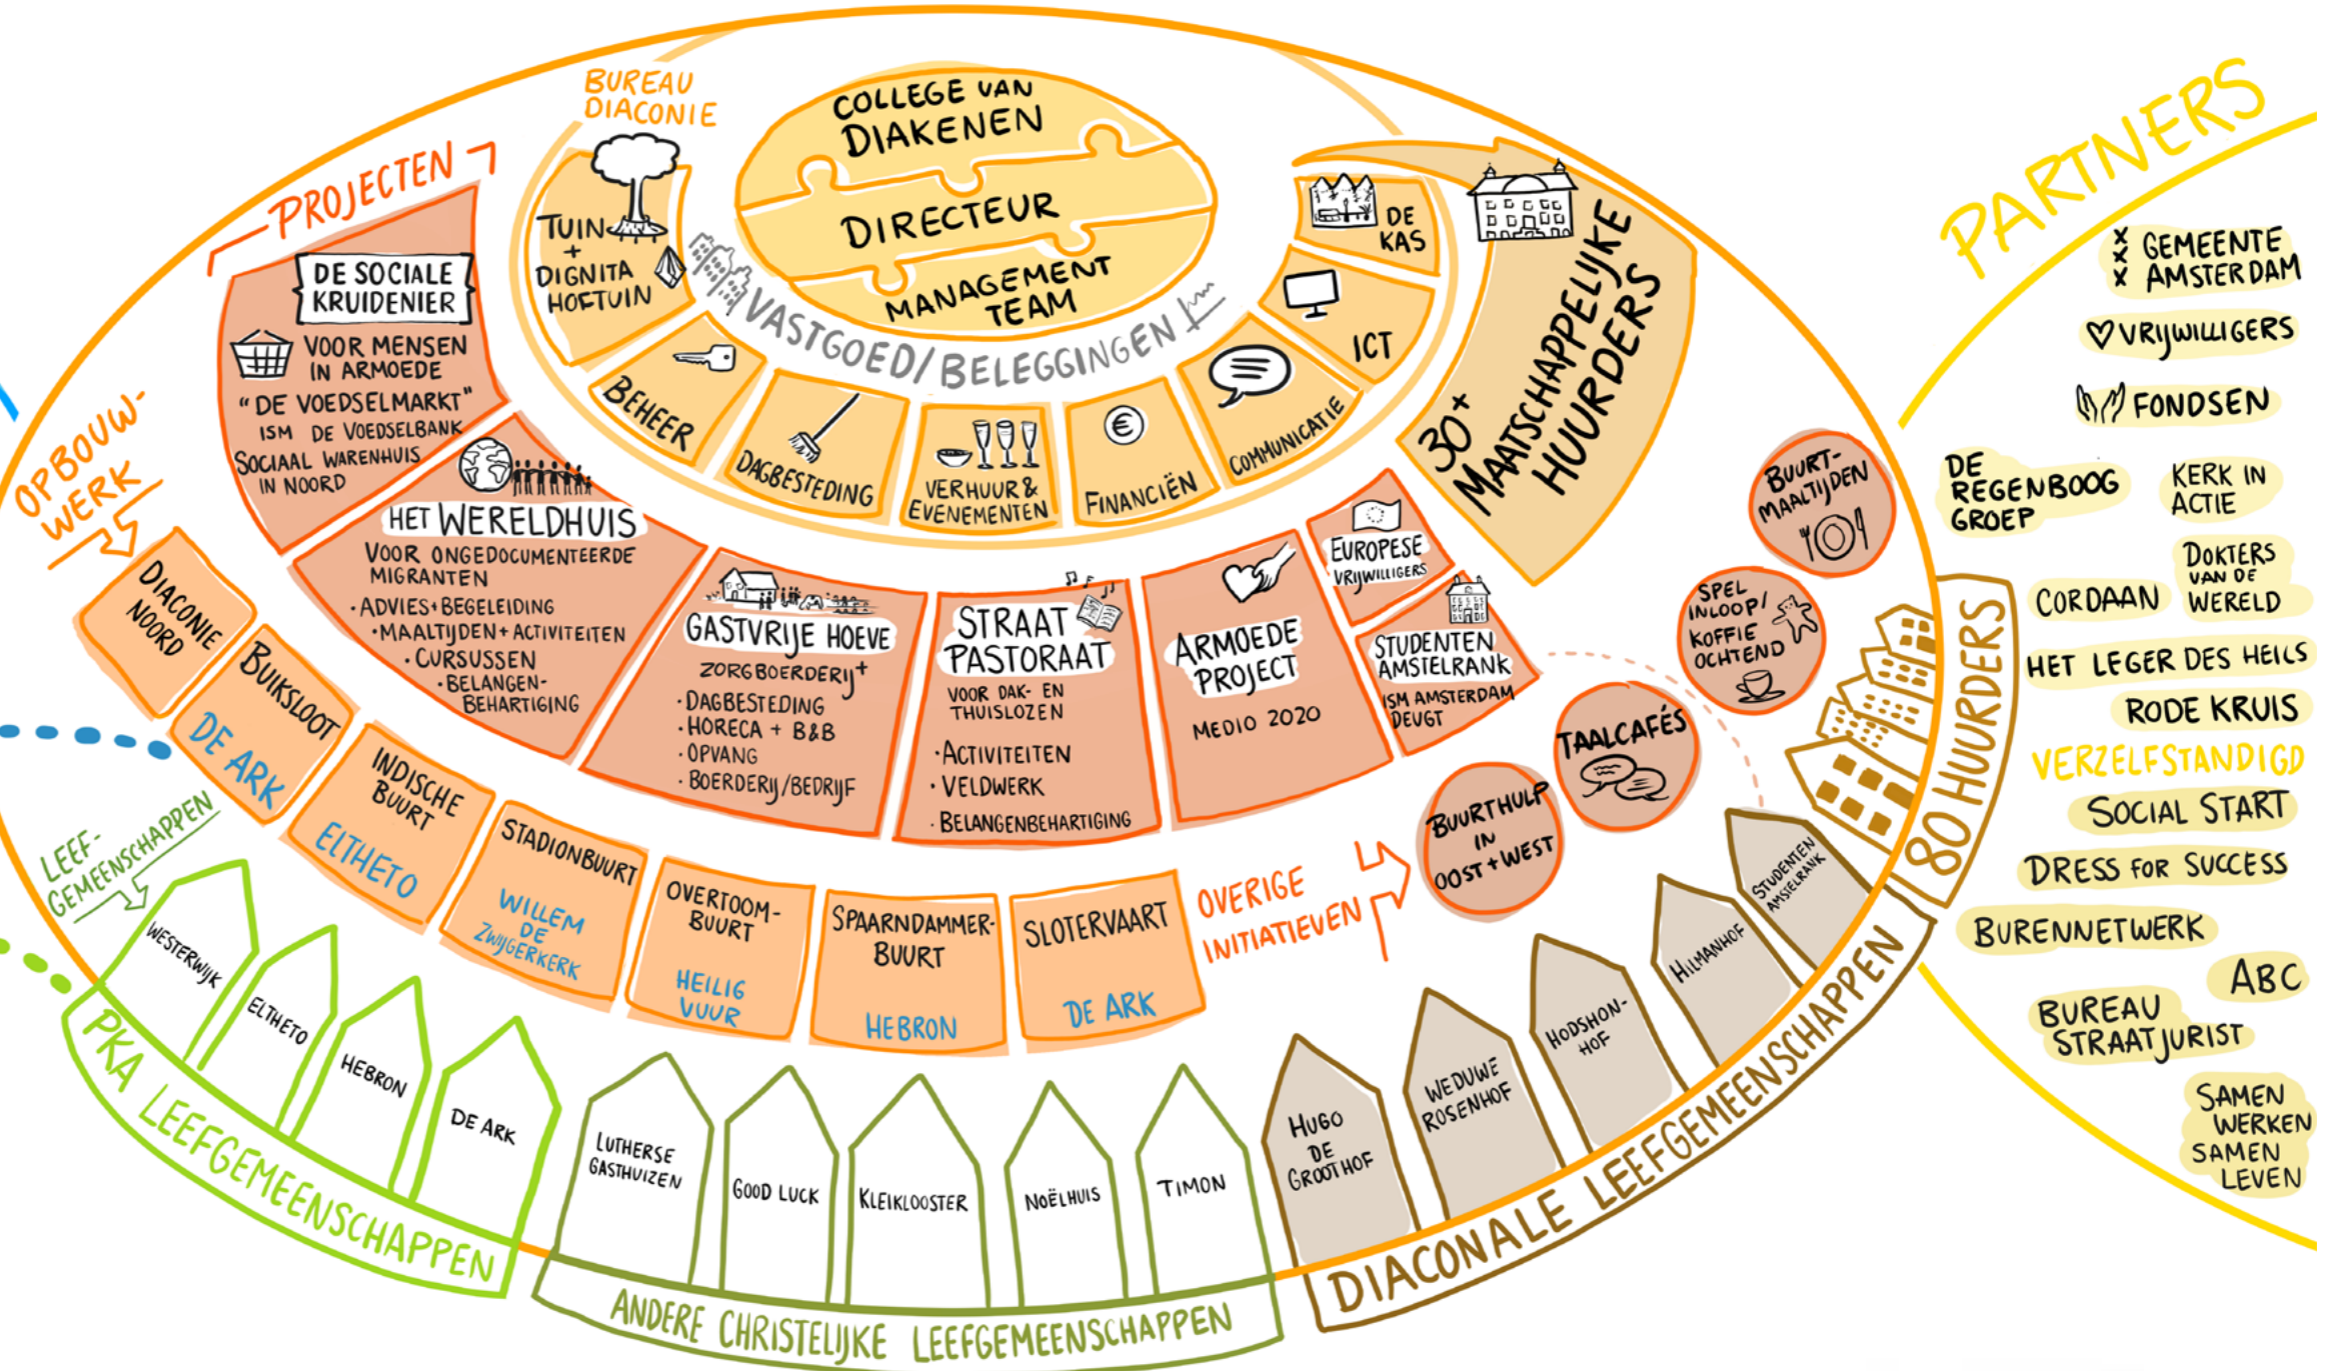 BUREAU
DIACONIE
COLLEGE VAN
DIAKENEN
DIRECTEUR
MANAGEMENT
TEAM
VASTGOED/BELEGGINGEN
TUIN
+
DIGNITA
HOFTUIN
BEHEER
DAGBESTEDING
VERHUUR &
EVENEMENTEN
€
FINANCIËN
COMMUNICATIE
ICT
DE
KAS
30+
MAATSCHAPPELIJKE
HUURDERS
PROJECTEN
DE SOCIALE
KRUIDENIER
VOOR MENSEN
IN ARMOEDE
"DE VOEDSELMARKT"
ISM DE VOEDSELBANK
SOCIAAL WARENHUIS
IN NOORD
HET WERELDHUIS
VOOR ONGEDOCUMENTEERDE
MIGRANTEN
• ADVIES + BEGELEIDING
• MAALTIJDEN + ACTIVITEITEN
• CURSUSSEN
• BELANGEN-
BEHARTIGING
GASTVRIJE HOEVE
ZORGBOERDERIJ+
• DAGBESTEDING
• HORECA + B&B
• OPVANG
• BOERDERIJ/BEDRIJF
STRAAT
PASTORAAT
VOOR DAK- EN
THUISLOZEN
• ACTIVITEITEN
• VELDWERK
• BELANGENBEHARTIGING
ARMOEDE
PROJECT
MEDIO 2020
EUROPESE
VRIJWILLIGERS
STUDENTEN
AMSTELRANK
ISM AMSTERDAM
DEUGT
OPBOUW-
WERK
DIACONIE
NOORD
BUIKSLOOT
DE ARK
INDISCHE
BUURT
ELTHETO
STADIONBUURT
WILLEM
DE
ZWIJGERKERK
OVERTOOM-
BUURT
HEILIG
VUUR
SPAARNDAMMER-
BUURT
HEBRON
SLOTERVAART
DE ARK
OVERIGE
INITIATIEVEN
BUURTHULP
IN
OOST + WEST
TAALCAFÉS
SPEL
INLOOP/
KOFFIE
OCHTEND
BUURT-
MAALTIJDEN
LEEF-
GEMEENSCHAPPEN
WESTERWIJK
ELTHETO
HEBRON
DE ARK
PKA LEEFGEMEENSCHAPPEN
LUTHERSE
GASTHUIZEN
GOOD LUCK
KLEIKLOOSTER
NOËLHUIS
TIMON
ANDERE CHRISTELIJKE LEEFGEMEENSCHAPPEN
HUGO
DE
GROOTHOF
WEDUWE
ROSENHOF
HODSHON-
HOF
HILMANHOF
STUDENTEN
AMSTELRANK
DIACONALE LEEFGEMEENSCHAPPEN
80 HUURDERS
PARTNERS
XXX GEMEENTE
AMSTERDAM
VRIJWILLIGERS
FONDSEN
DE
REGENBOOG
GROEP
KERK IN
ACTIE
CORDAAN
DOKTERS
VAN DE
WERELD
HET LEGER DES HEILS
RODE KRUIS
VERZELFSTANDIGD
SOCIAL START
DRESS FOR SUCCESS
BURENNETWERK
ABC
BUREAU
STRAATJURIST
SAMEN
WERKEN
SAMEN
LEVEN